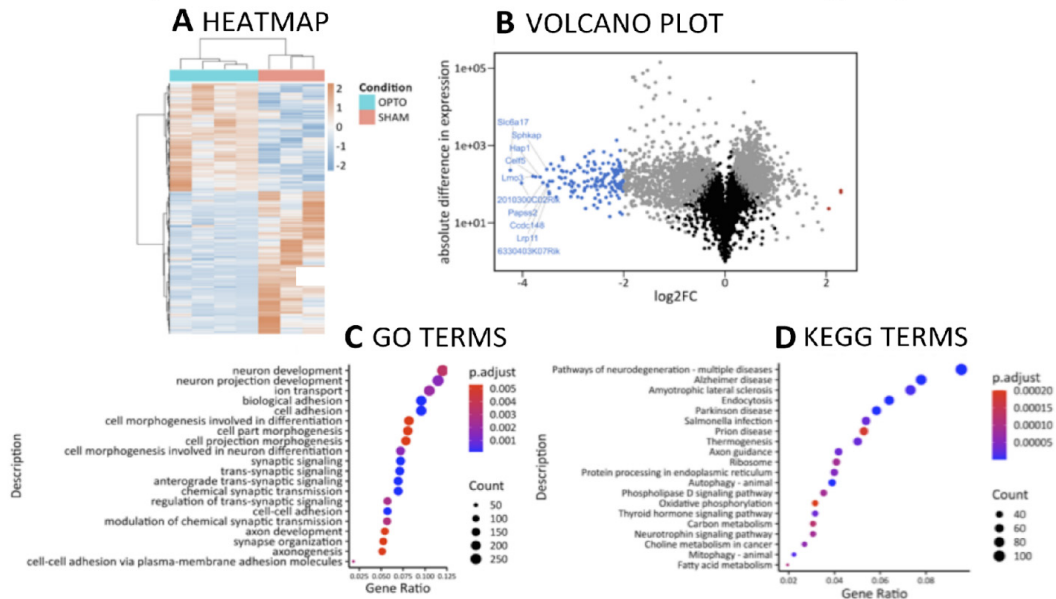 A HEATMAP
Condition
OPTO
SHAM
2
1
0
-1
-2
B VOLCANO PLOT
absolute difference in expression
1e+05
1e+03
1e+01
Slc6a17
Sphkap
Hap1
Celf5
Lmo3
2010300C02Rik
Papss2
Ccdc148
Lrp11
6330403K07Rik
-4 -2 0 2
log2FC
C GO TERMS
Description
neuron development
neuron projection development
ion transport
biological adhesion
cell adhesion
cell morphogenesis involved in differentiation
cell part morphogenesis
cell projection morphogenesis
cell morphogenesis involved in neuron differentiation
synaptic signaling
trans-synaptic signaling
anterograde trans-synaptic signaling
chemical synaptic transmission
regulation of trans-synaptic signaling
cell-cell adhesion
modulation of chemical synaptic transmission
axon development
synapse organization
axonogenesis
cell-cell adhesion via plasma-membrane adhesion molecules
0.025 0.050 0.075 0.100 0.125
Gene Ratio
p.adjust
0.005
0.004
0.003
0.002
0.001
Count
50
100
150
200
250
D KEGG TERMS
Description
Pathways of neurodegeneration - multiple diseases
Alzheimer disease
Amyotrophic lateral sclerosis
Endocytosis
Parkinson disease
Salmonella infection
Prion disease
Thermogenesis
Axon guidance
Ribosome
Protein processing in endoplasmic reticulum
Autophagy - animal
Phospholipase D signaling pathway
Oxidative phosphorylation
Thyroid hormone signaling pathway
Carbon metabolism
Neurotrophin signaling pathway
Choline metabolism in cancer
Mitophagy - animal
Fatty acid metabolism
0.02 0.04 0.06 0.08
Gene Ratio
p.adjust
0.00020
0.00015
0.00010
0.00005
Count
40
60
80
100